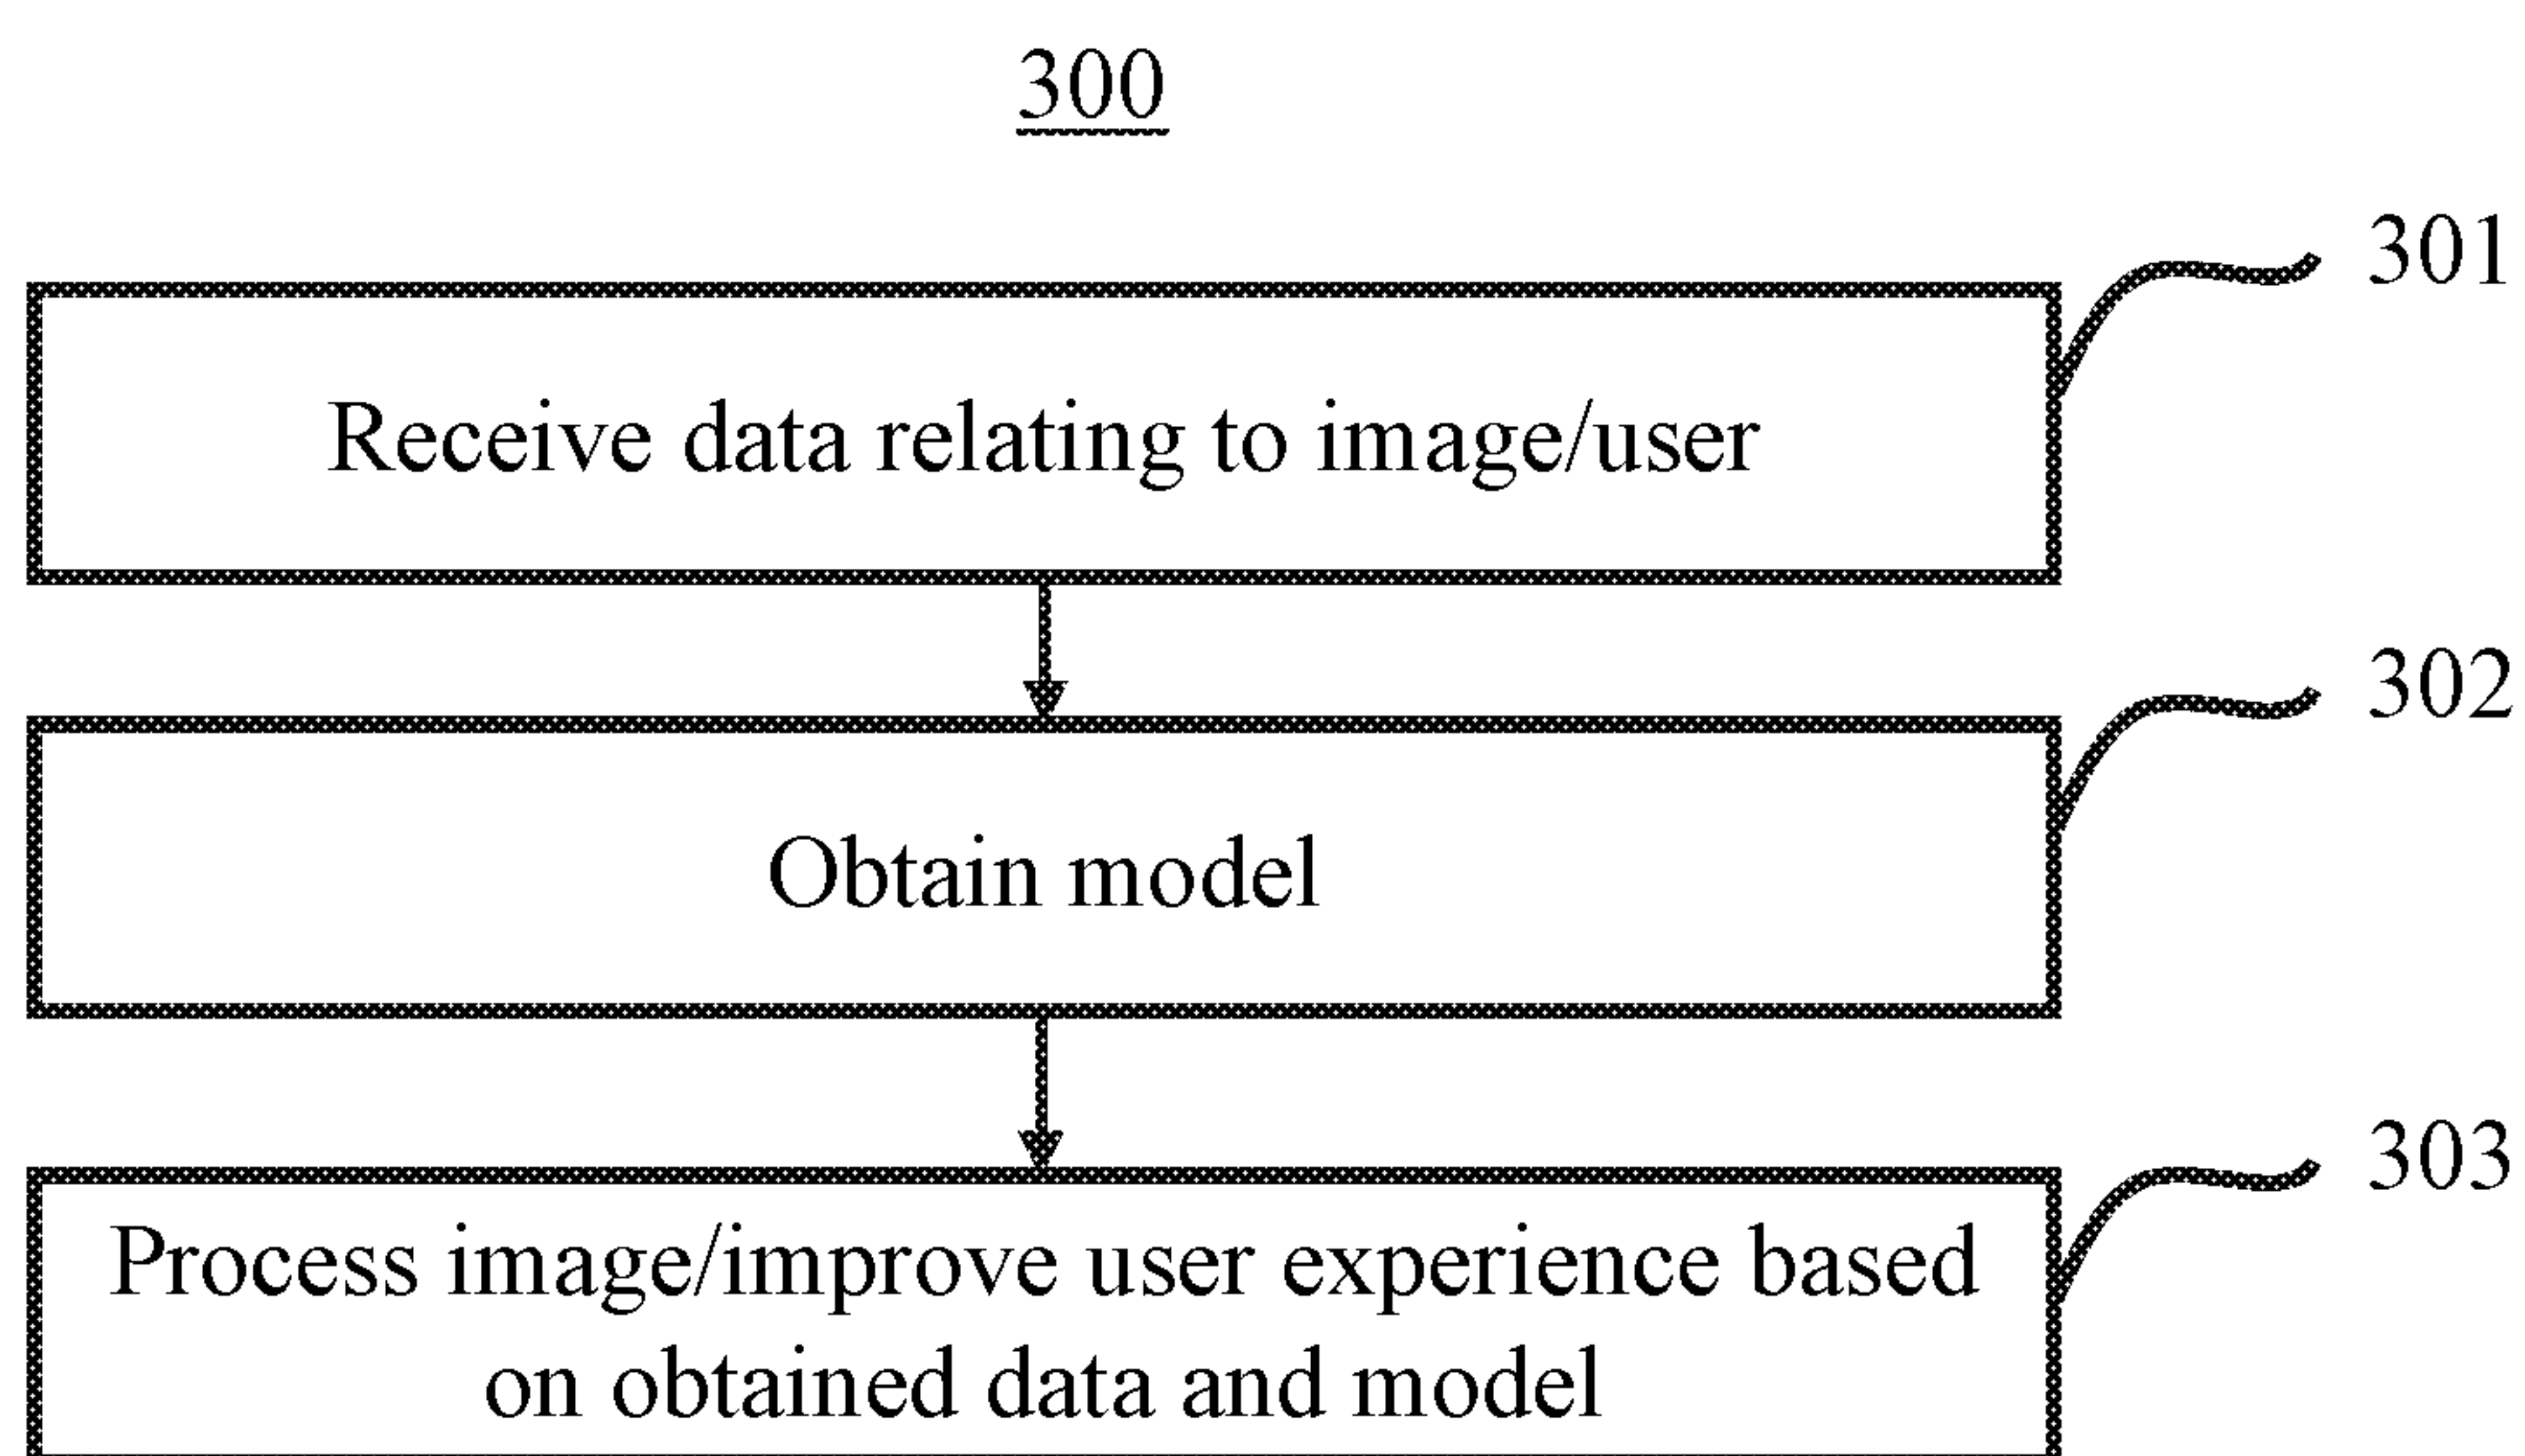 300
301
Receive data relating to image/user
302
Obtain model
303
Process image/improve user experience based
on obtained data and model